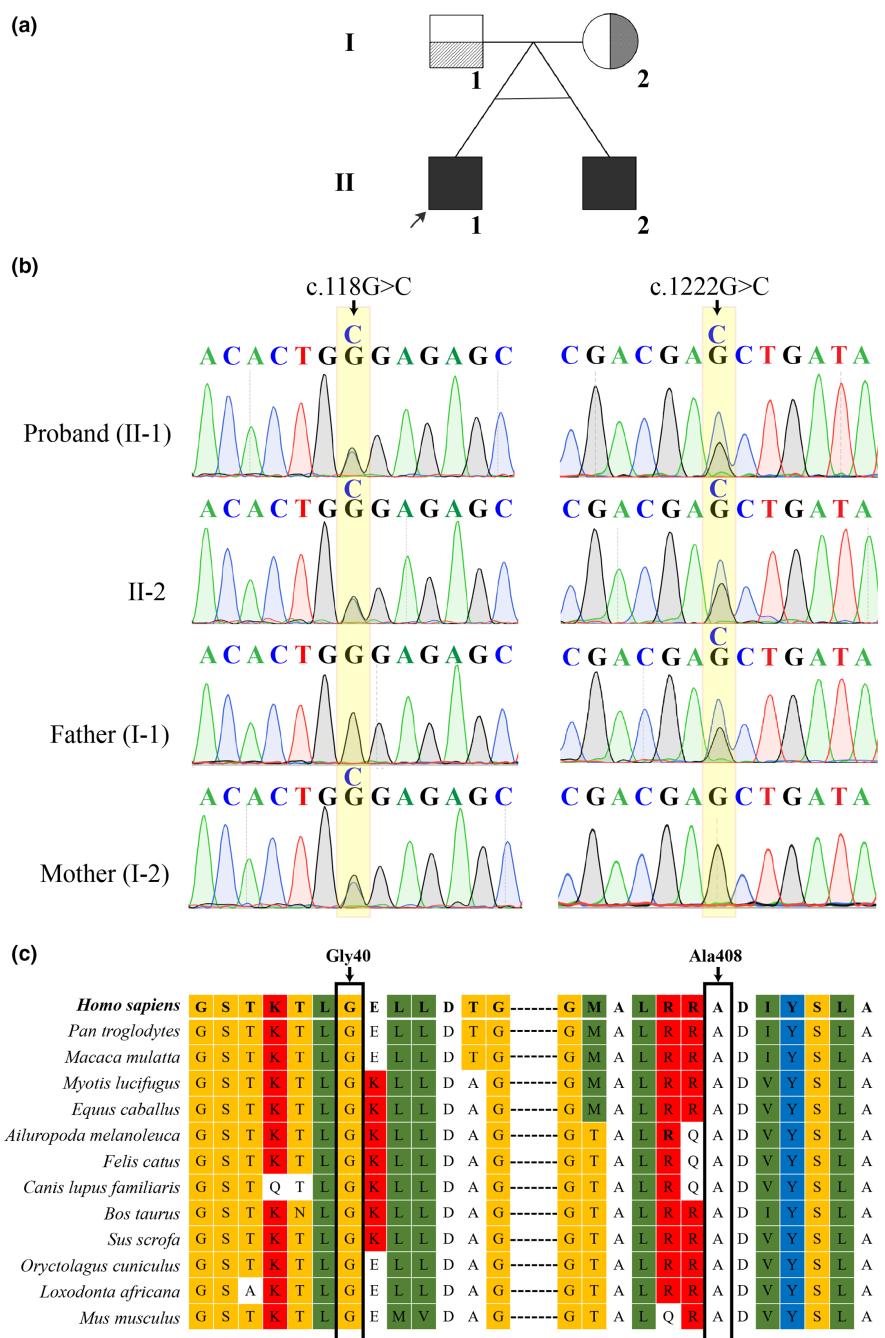 (a)
I
1
2
II
1
2
(b)
c.118G>C c.1222G>C
C C
A C A C T G G G A G A G C C G A C G A G C T G A T A
Proband (II-1)
C C
A C A C T G G G A G A G C C G A C G A G C T G A T A
II-2
C
A C A C T G G G A G A G C C G A C G A G C T G A T A
Father (I-1)
C
A C A C T G G G A G A G C C G A C G A G C T G A T A
Mother (I-2)
(c)
Gly40 Ala408
Homo sapiens G S T K T L G E L L D T G ------ G M A L R R A D I Y S L A
Pan troglodytes G S T K T L G E L L D T G ------ G M A L R R A D I Y S L A
Macaca mulatta G S T K T L G E L L D T G ------ G M A L R R A D I Y S L A
Myotis lucifugus G S T K T L G K L L D A G ------ G M A L R R A D V Y S L A
Equus caballus G S T K T L G K L L D A G ------ G M A L R R A D V Y S L A
Ailuropoda melanoleuca G S T K T L G K L L D A G ------ G T A L R Q A D V Y S L A
Felis catus G S T K T L G K L L D A G ------ G T A L R Q A D V Y S L A
Canis lupus familiaris G S T Q T L G K L L D A G ------ G T A L R Q A D V Y S L A
Bos taurus G S T K N L G K L L D A G ------ G T A L R R A D I Y S L A
Sus scrofa G S T K T L G K L L D A G ------ G T A L R R A D V Y S L A
Oryctolagus cuniculus G S T K T L G E L L D A G ------ G T A L R R A D V Y S L A
Loxodonta africana G S A K T L G E L L D A G ------ G T A L R R A D V Y S L A
Mus musculus G S T K T L G E M V D A G ------ G T A L Q R A D V Y S L A